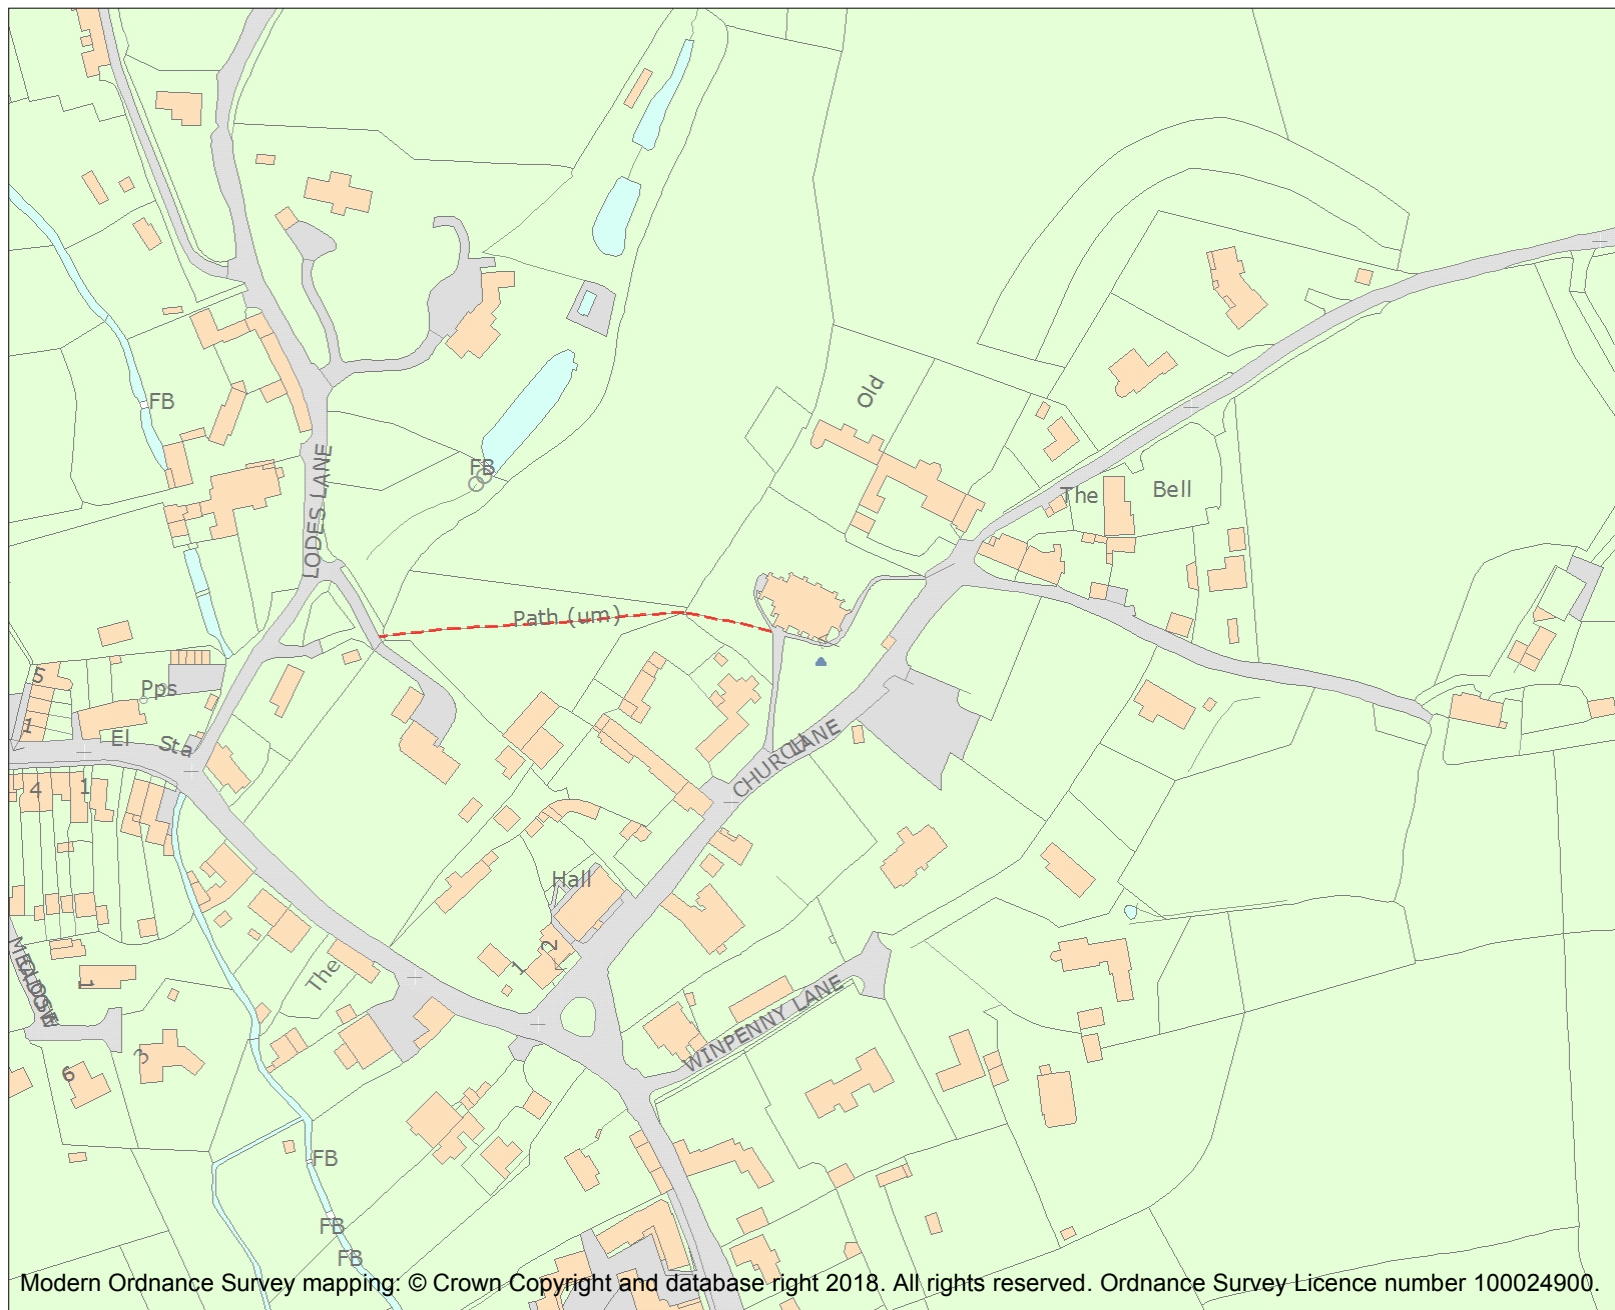 FB
Old
FB
LODES LANE
The
Bell
Path (um)
5
Pps
1
El
Sta
CHURCH
LANE
4
1
Hall
2
1
The
1
CLOSE
WINPENNY LANE
3
6
FB
FB
FB
Modern Ordnance Survey mapping: © Crown Copyright and database right 2018. All rights reserved. Ordnance Survey Licence number 100024900.